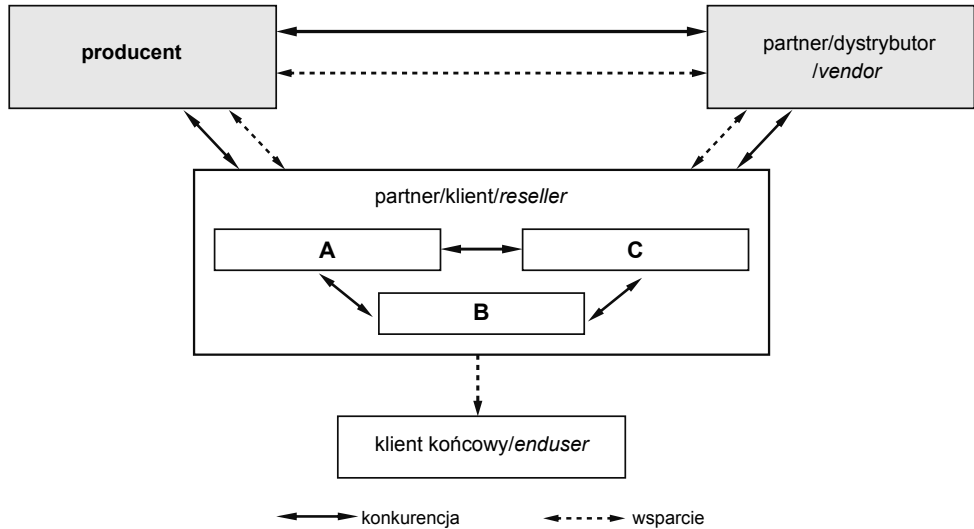 producent
partner/dystrybutor
/vendor
partner/klient/reseller
A
C
B
klient końcowy/enduser
konkurencja
wsparcie